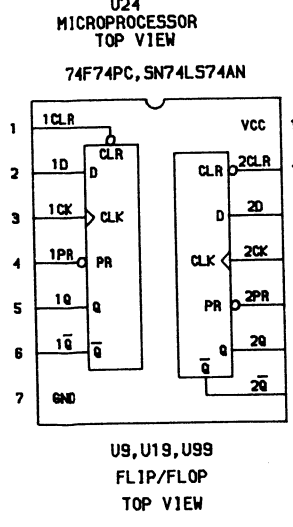 U24
MICROPROCESSOR
TOP VIEW
74F74PC,SN74LS74AN
1 1CLR CLR VCC
2 1D D CLR 2CLR
3 1CK CLK D 2D
4 1PR PR CLK 2CK
5 1Q Q PR 2PR
6 1Q̅ Q̅ Q 2Q
7 GND Q̅ 2Q̅
U9,U19,U99
FLIP/FLOP
TOP VIEW